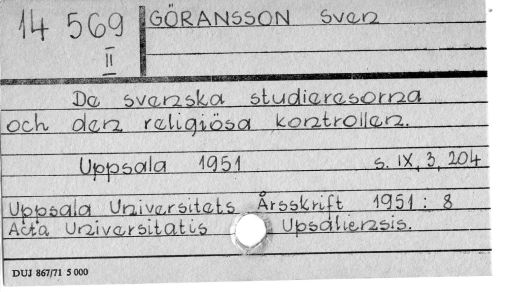 14 569
II
GÖRANSSON Sven
De svenska studieresorna
och den religiösa kontrollen.
Uppsala 1951 s. IX, 3, 204
Uppsala Universitets Årsskrift 1951: 8
Acta Universitatis Upsaliensis.
DUJ 867/71 5 000